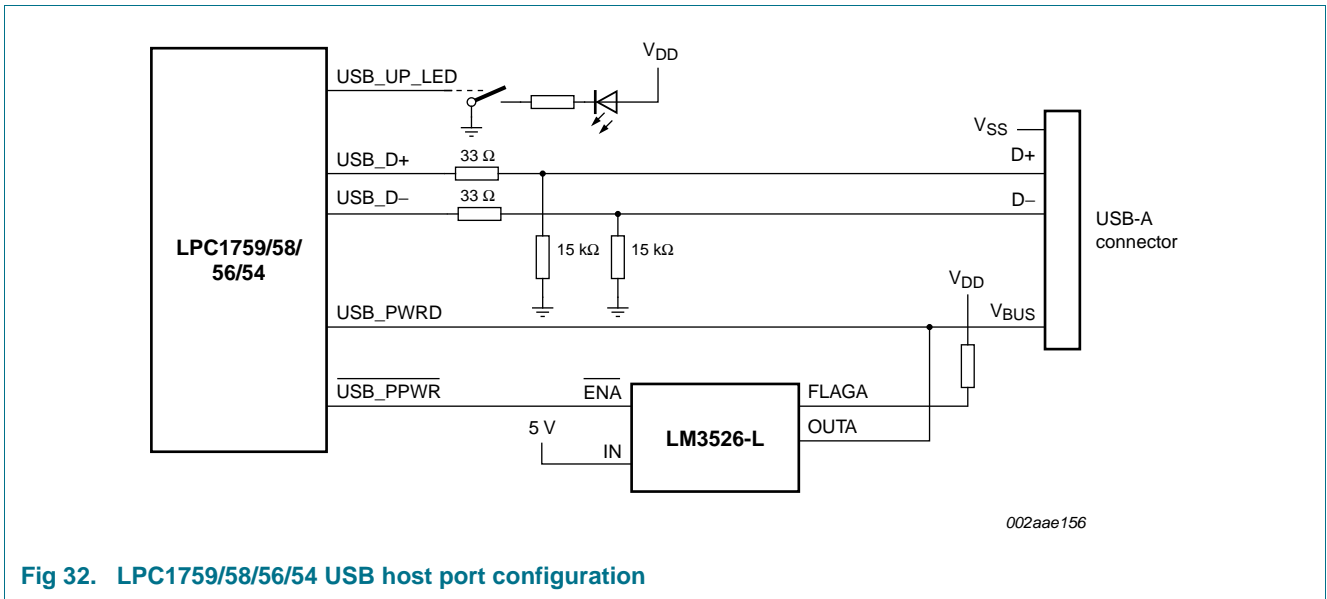 VDD
USB_UP_LED
VSS
USB_D+
33 Ω
D+
USB_D−
33 Ω
D−
USB-A
connector
LPC1759/58/
56/54
15 kΩ
15 kΩ
VDD
USB_PWRD
VBUS
USB_PPWR
ENA
FLAGA
5 V
IN
LM3526-L
OUTA
002aae156
Fig 32. LPC1759/58/56/54 USB host port configuration